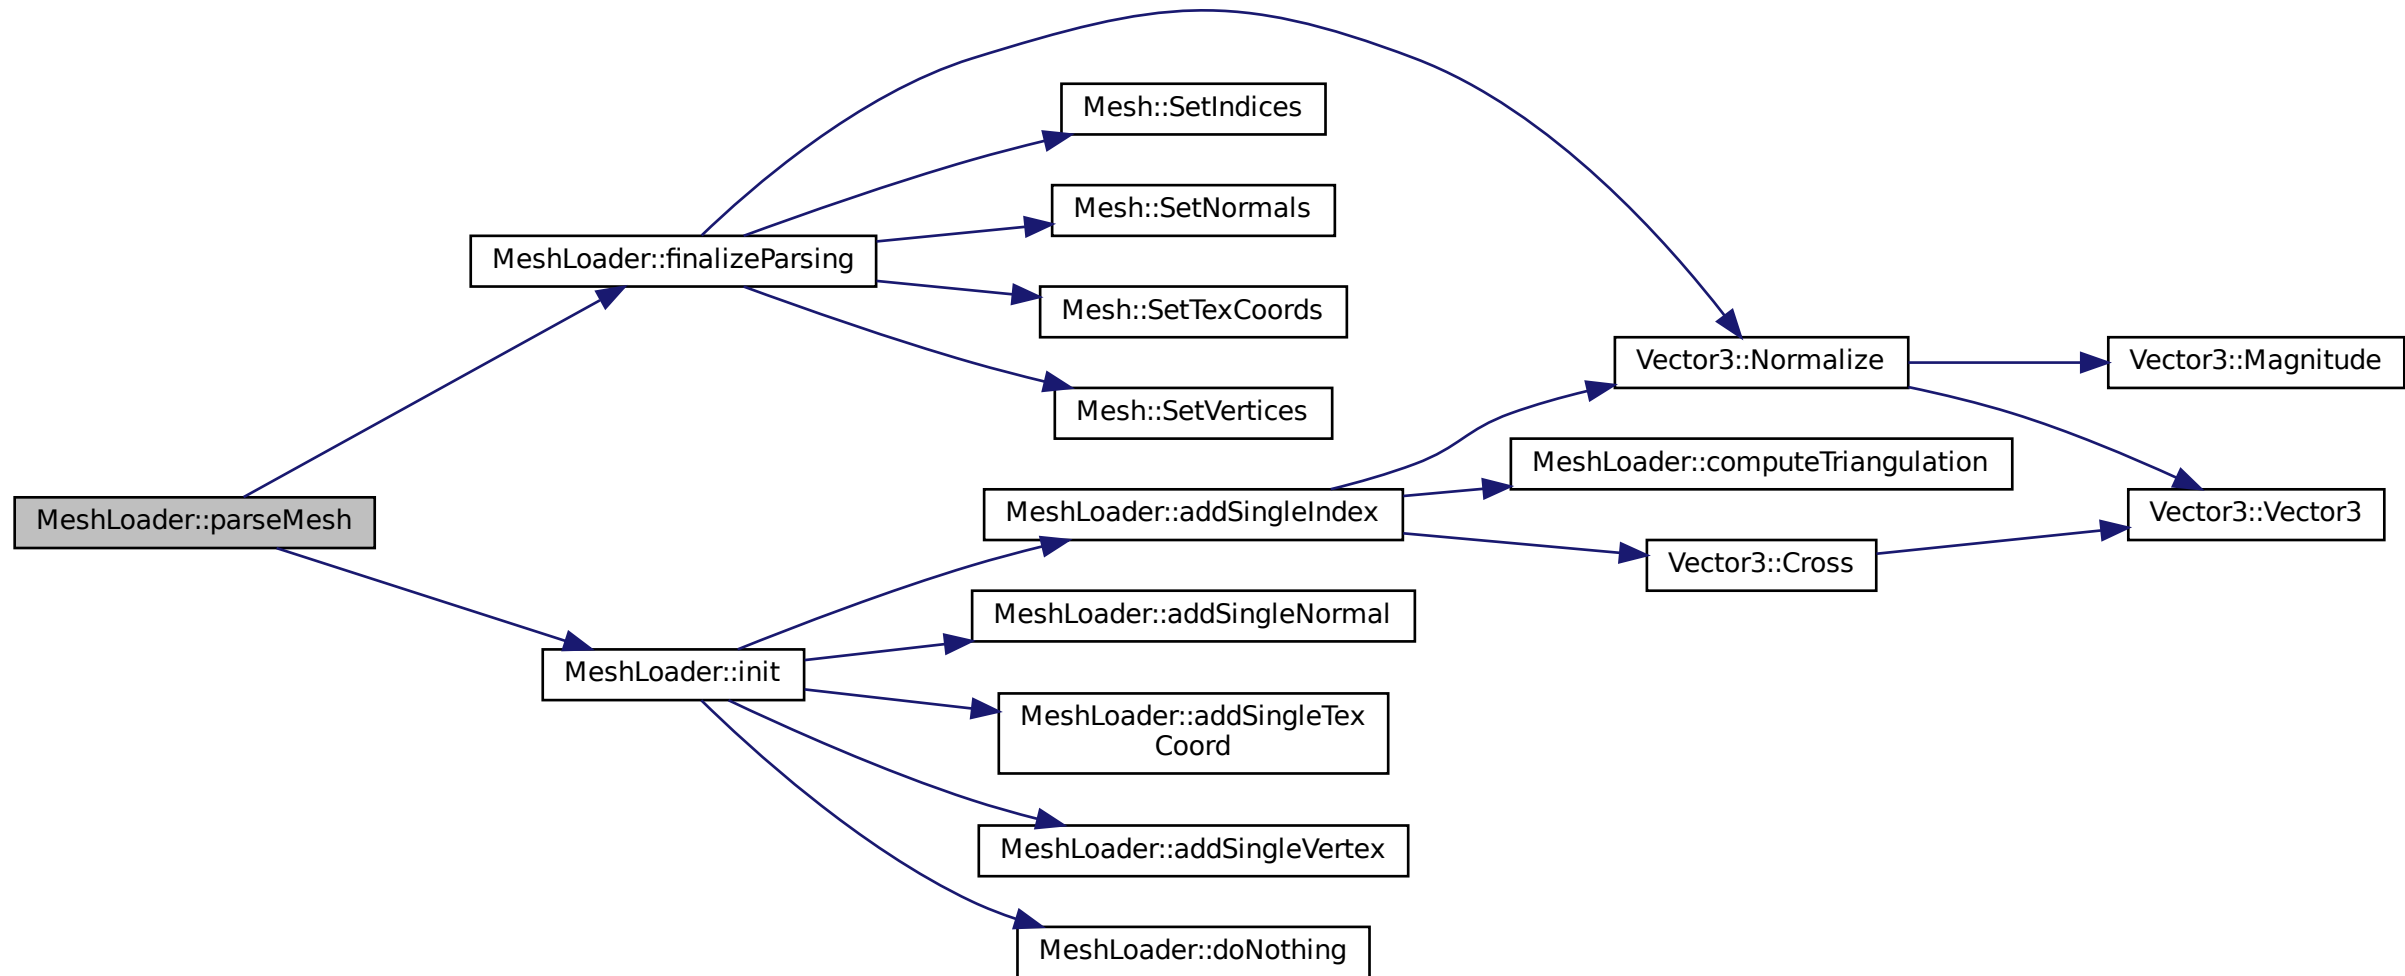 MeshLoader::parseMesh
MeshLoader::finalizeParsing
MeshLoader::init
Mesh::SetIndices
Mesh::SetNormals
Mesh::SetTexCoords
Mesh::SetVertices
MeshLoader::addSingleIndex
MeshLoader::addSingleNormal
MeshLoader::addSingleTex
Coord
MeshLoader::addSingleVertex
MeshLoader::doNothing
Vector3::Normalize
MeshLoader::computeTriangulation
Vector3::Cross
Vector3::Magnitude
Vector3::Vector3